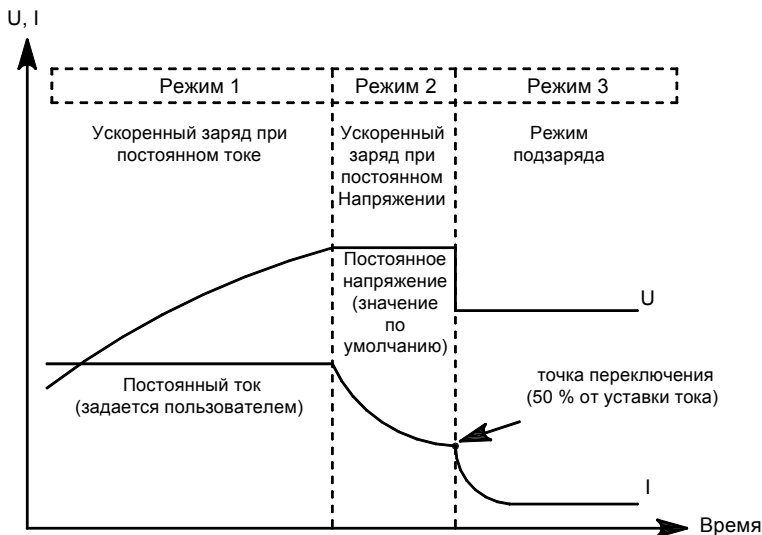 U, I
Режим 1
Режим 2
Режим 3
Ускоренный заряд при
постоянном токе
Ускоренный
заряд при
постоянном
Напряжении
Режим
подзаряда
Постоянное
напряжение
(значение
по
умолчанию)
U
Постоянный ток
(задается пользователем)
точка переключения
(50 % от уставки тока)
I
Время